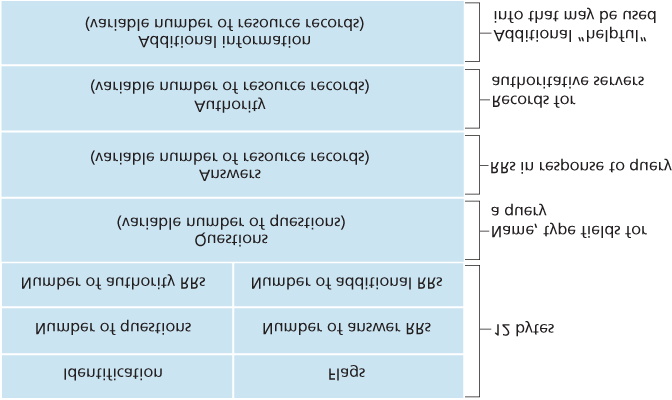 Identification
Flags
Number of questions
Number of answer RRs
12 bytes
Number of authority RRs
Number of additional RRs
Questions
(variable number of questions)
Name, type fields for
a query
Answers
(variable number of resource records)
RRs in response to query
Authority
(variable number of resource records)
Records for
authoritative servers
Additional information
(variable number of resource records)
Additional “helpful”
info that may be used